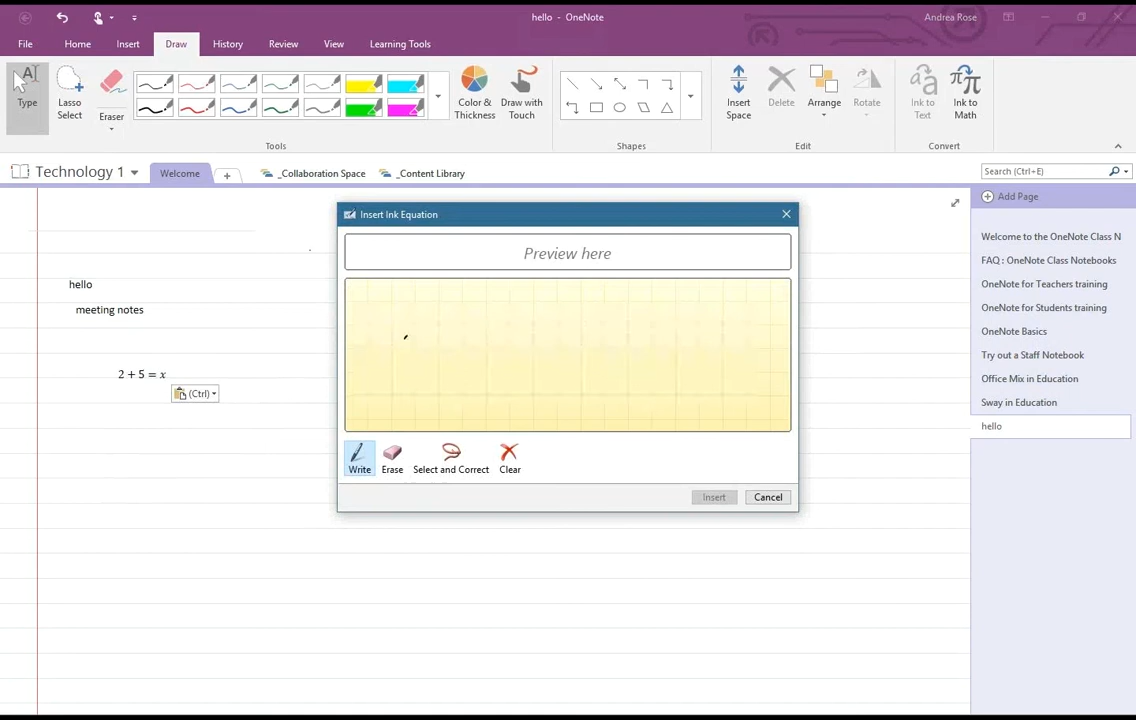 hello - OneNote
Andrea Rose
File Home Insert Draw History Review View Learning Tools
Type
Lasso Select
Eraser
Color & Thickness
Draw with Touch
Insert Space
Delete
Arrange
Rotate
Ink to Text
Ink to Math
Tools
Shapes
Edit
Convert
Technology 1
Welcome
_Collaboration Space
_Content Library
Search (Ctrl+E)
Insert Ink Equation
Preview here
Write
Erase
Select and Correct
Clear
Insert
Cancel
hello
meeting notes
2 + 5 = x
(Ctrl)
Add Page
Welcome to the OneNote Class N
FAQ : OneNote Class Notebooks
OneNote for Teachers training
OneNote for Students training
OneNote Basics
Try out a Staff Notebook
Office Mix in Education
Sway in Education
hello